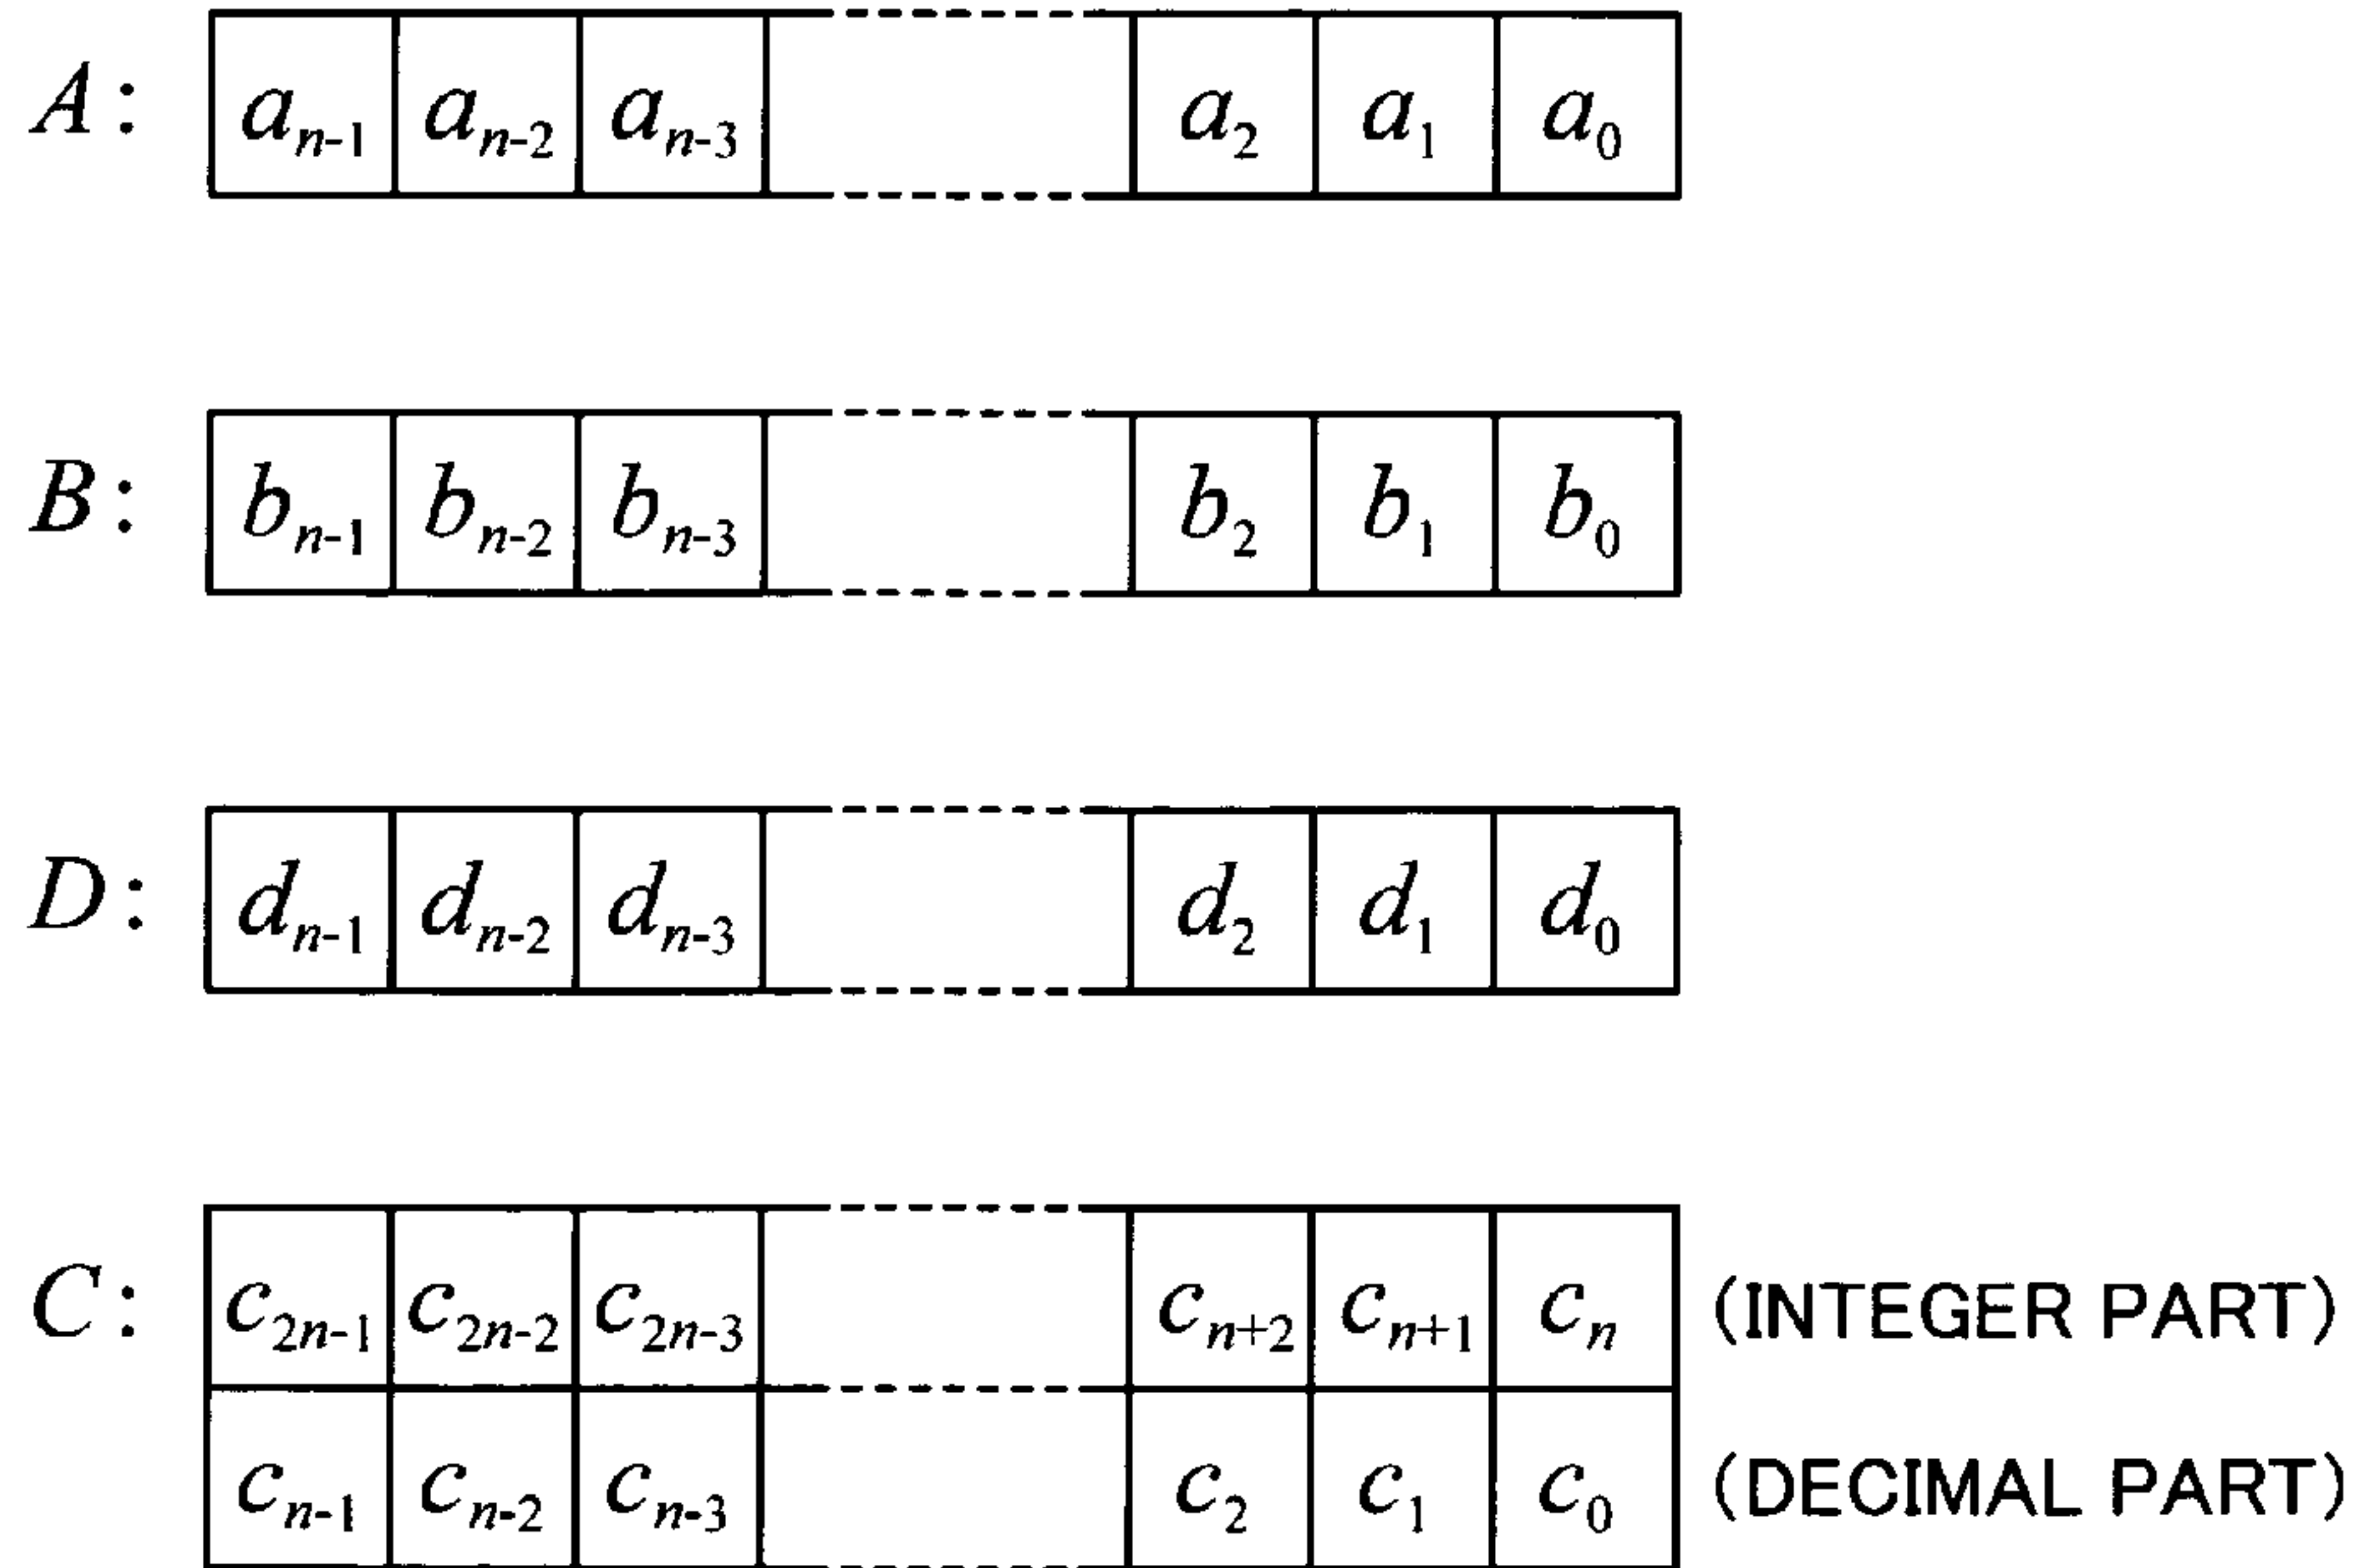 A: a_{n-1} a_{n-2} a_{n-3} a_2 a_1 a_0
B: b_{n-1} b_{n-2} b_{n-3} b_2 b_1 b_0
D: d_{n-1} d_{n-2} d_{n-3} d_2 d_1 d_0
C: c_{2n-1} c_{2n-2} c_{2n-3} c_{n+2} c_{n+1} c_n (INTEGER PART)
c_{n-1} c_{n-2} c_{n-3} c_2 c_1 c_0 (DECIMAL PART)